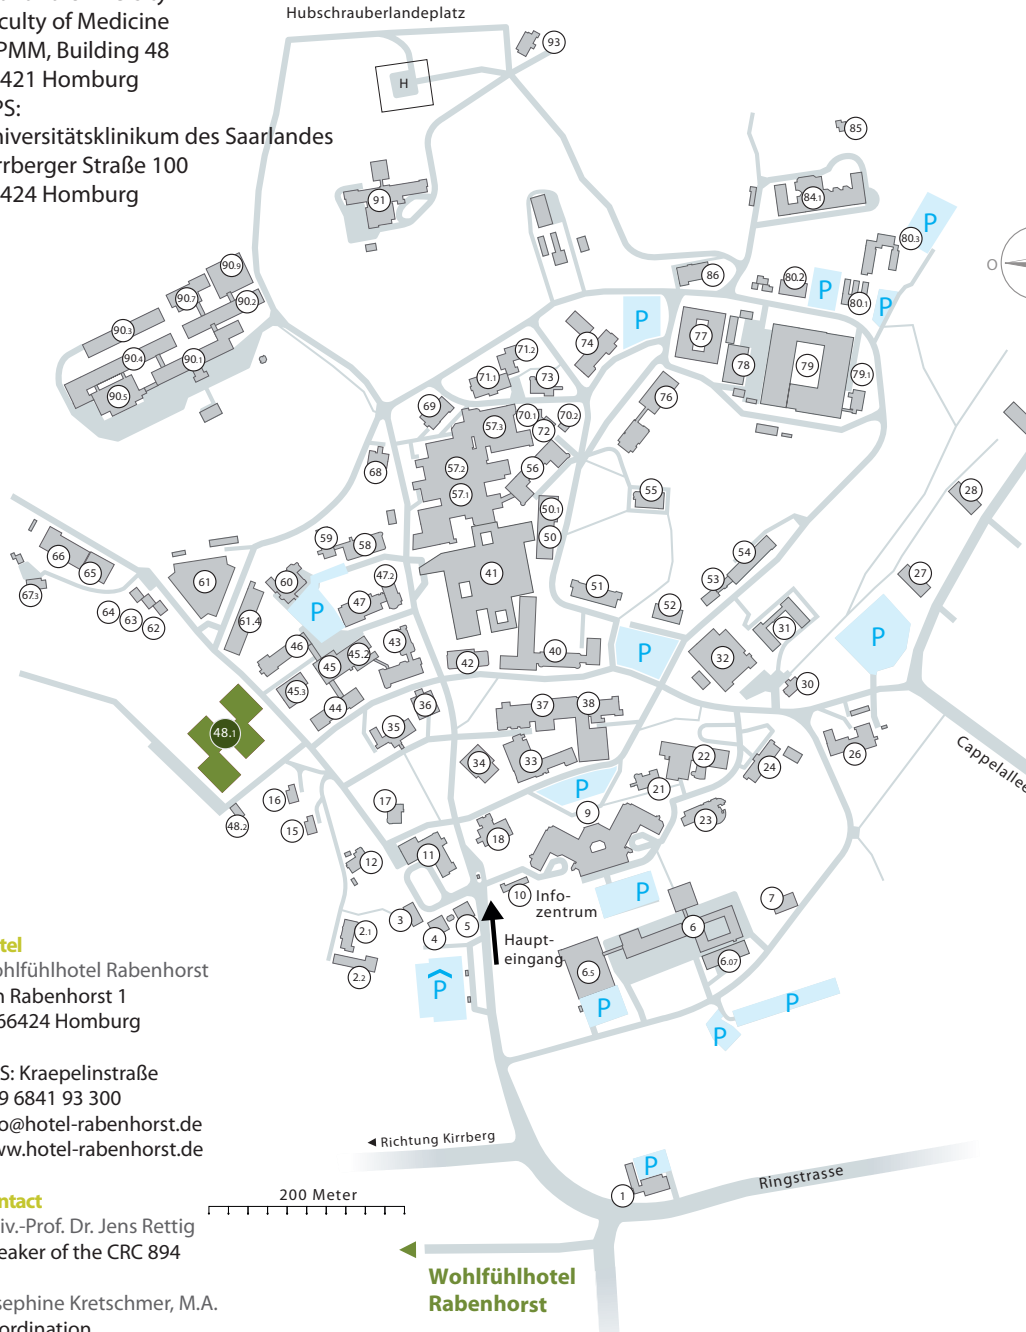 Hubschrauberlandeplatz
culty of Medicine
PMM, Building 48
421 Homburg
PS:
niversitätsklinikum des Saarlandes
rrberger Straße 100
424 Homburg
H
93
85
91
84.1
P
80.3
O
90.9
86
80.2
90.7
90.2
P
80.1
P
P
90.3
77
74
71.2
90.4
90.1
78
79
79.1
71.1
73
90.5
76
69
70.1
70.2
57.3
72
57.2
56
68
57.1
55
28
50.1
59
58
50
66
54
65
41
47.2
27
61
60
53
51
67.3
47
52
64
P
63
61.4
31
62
P
46
43
45.2
40
P
32
45
42
30
45.3
36
37
38
44
35
48.1
26
22
33
34
24
Cappelallee
P
21
16
17
9
23
48.2
15
18
11
12
10
Info-
zentrum
P
7
3
5
6
2.1
4
Haupt-
eingang
6.07
2.2
6.5
P
P
P
P
tel
ohlfühlhotel Rabenhorst
n Rabenhorst 1
66424 Homburg
S: Kraepelinstraße
9 6841 93 300
o@hotel-rabenhorst.de
ww.hotel-rabenhorst.de
Richtung Kirrberg
P
Ringstrasse
1
200 Meter
ntact
iv.-Prof. Dr. Jens Rettig
eaker of the CRC 894
Wohlfühlhotel
Rabenhorst
sephine Kretschmer, M.A.
ordination